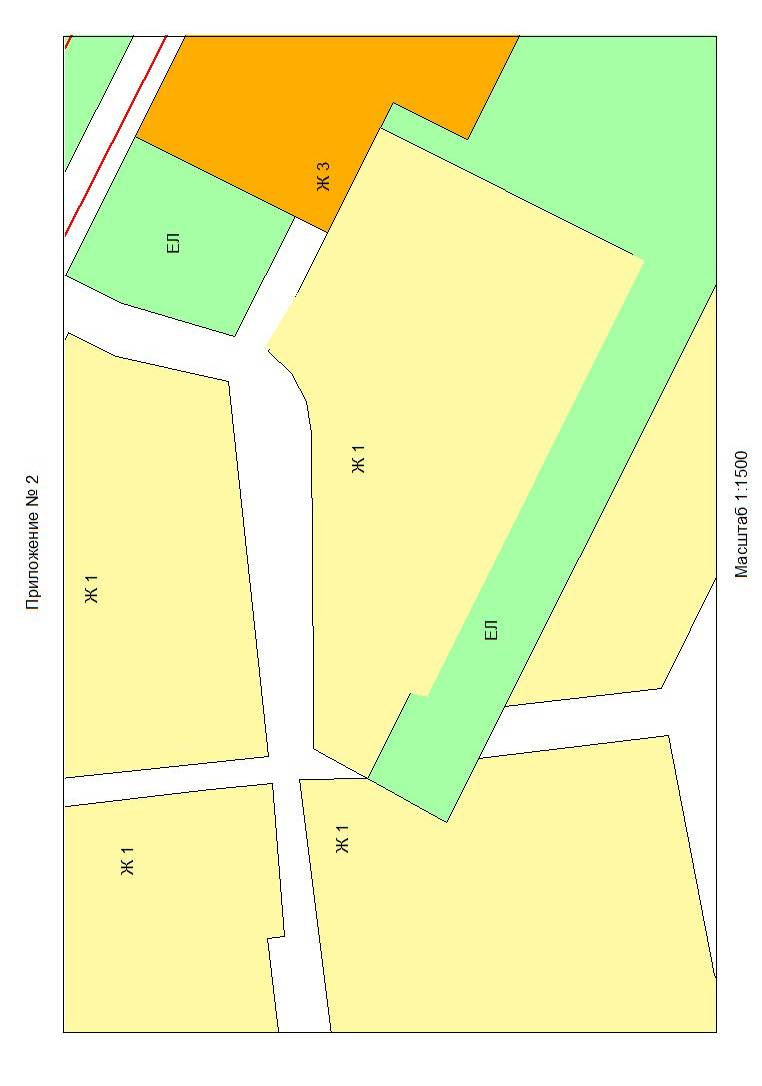 Приложение № 2
Ж 3
ЕЛ
Ж 1
Ж 1
ЕЛ
Ж 1
Ж 1
Масштаб 1:1500